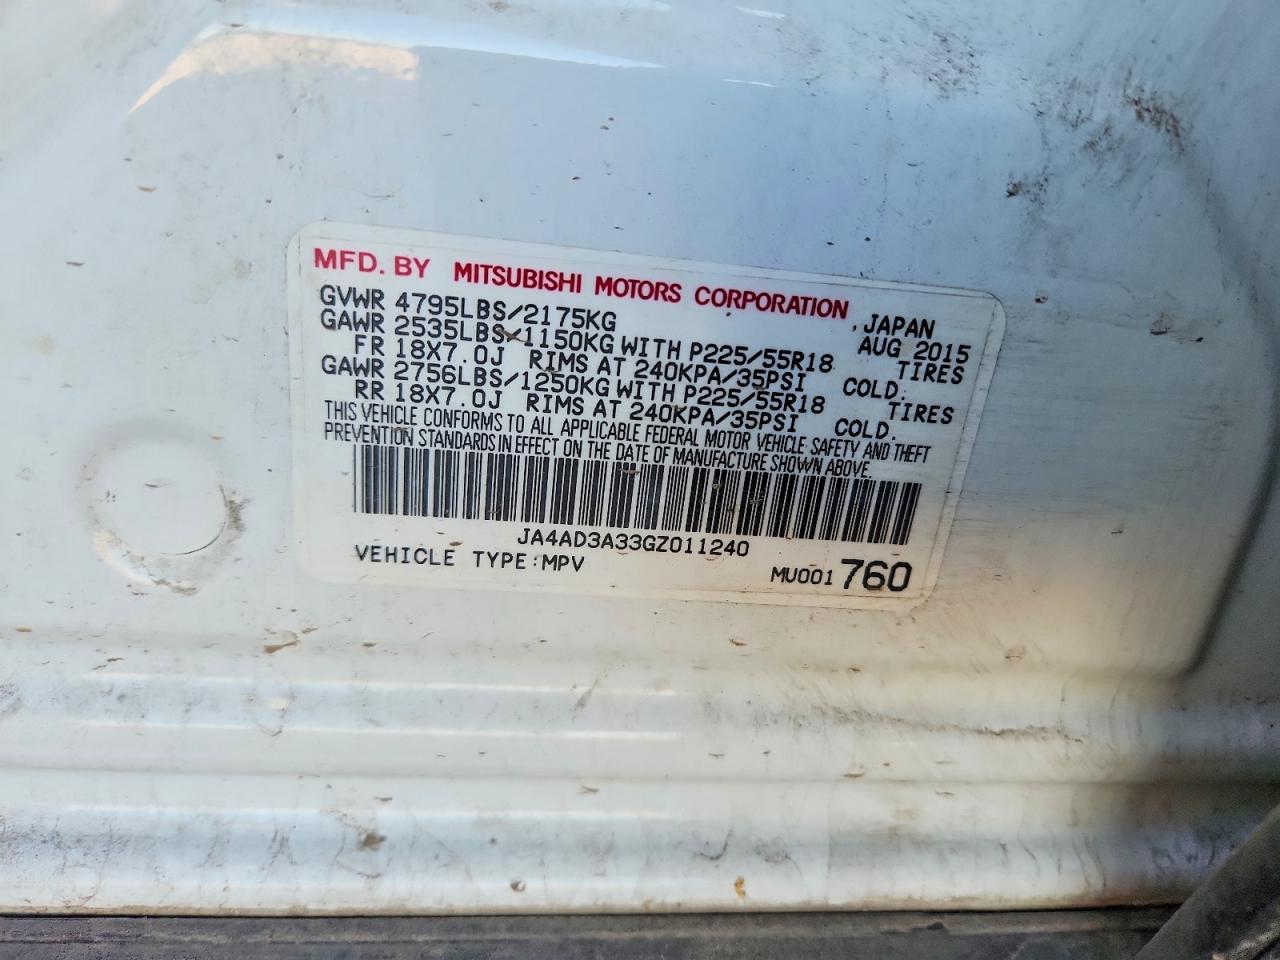 MFD. BY MITSUBISHI MOTORS CORPORATION, JAPAN
GVWR 4795LBS/2175KG AUG 2015
GAWR 2535LBS/1150KG WITH P225/55R18 TIRES
FR 18X7.0J RIMS AT 240KPA/35PSI COLD.
GAWR 2756LBS/1250KG WITH P225/55R18 TIRES
RR 18X7.0J RIMS AT 240KPA/35PSI COLD.
THIS VEHICLE CONFORMS TO ALL APPLICABLE FEDERAL MOTOR VEHICLE SAFETY AND THEFT
PREVENTION STANDARDS IN EFFECT ON THE DATE OF MANUFACTURE SHOWN ABOVE.
JA4AD3A33GZ011240
VEHICLE TYPE:MPV MU001 760